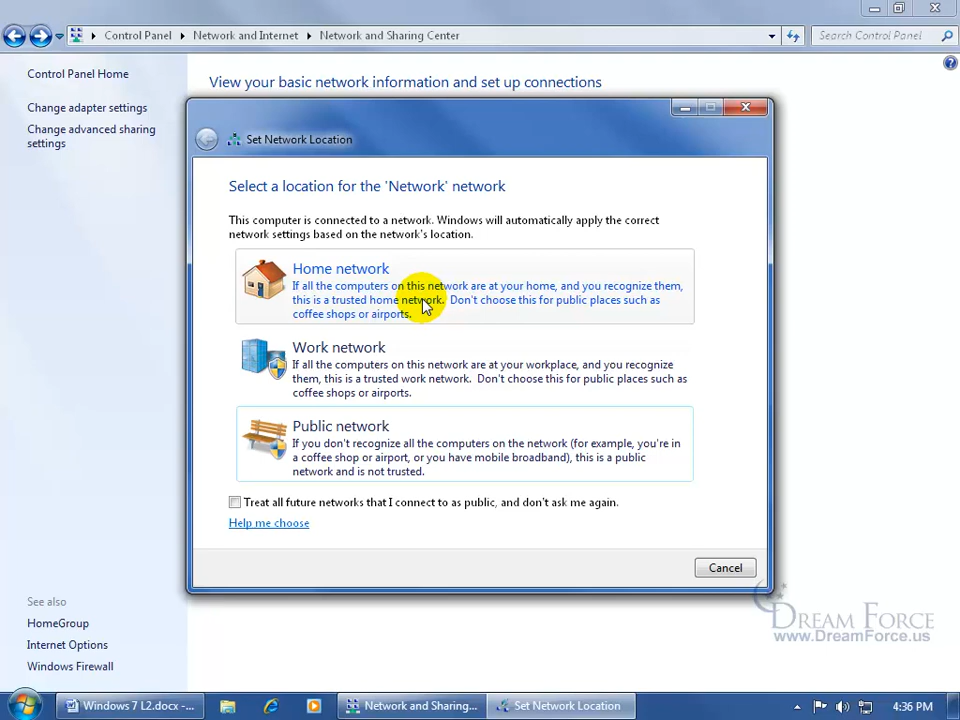 Control Panel
Network and Internet
Network and Sharing Center
Search Control Panel
Control Panel Home
Change adapter settings
Change advanced sharing
settings
View your basic network information and set up connections
Set Network Location
Select a location for the 'Network' network
This computer is connected to a network. Windows will automatically apply the correct
network settings based on the network's location.
Home network
If all the computers on this network are at your home, and you recognize them,
this is a trusted home network.  Don't choose this for public places such as
coffee shops or airports.
Work network
If all the computers on this network are at your workplace, and you recognize
them, this is a trusted work network.  Don't choose this for public places such as
coffee shops or airports.
Public network
If you don't recognize all the computers on the network (for example, you're in
a coffee shop or airport, or you have mobile broadband), this is a public
network and is not trusted.
Treat all future networks that I connect to as public, and don't ask me again.
Help me choose
Cancel
See also
HomeGroup
Internet Options
Windows Firewall
DREAM FORCE
www.DreamForce.us
Windows 7 L2.docx -...
Network and Sharing...
Set Network Location
4:36 PM